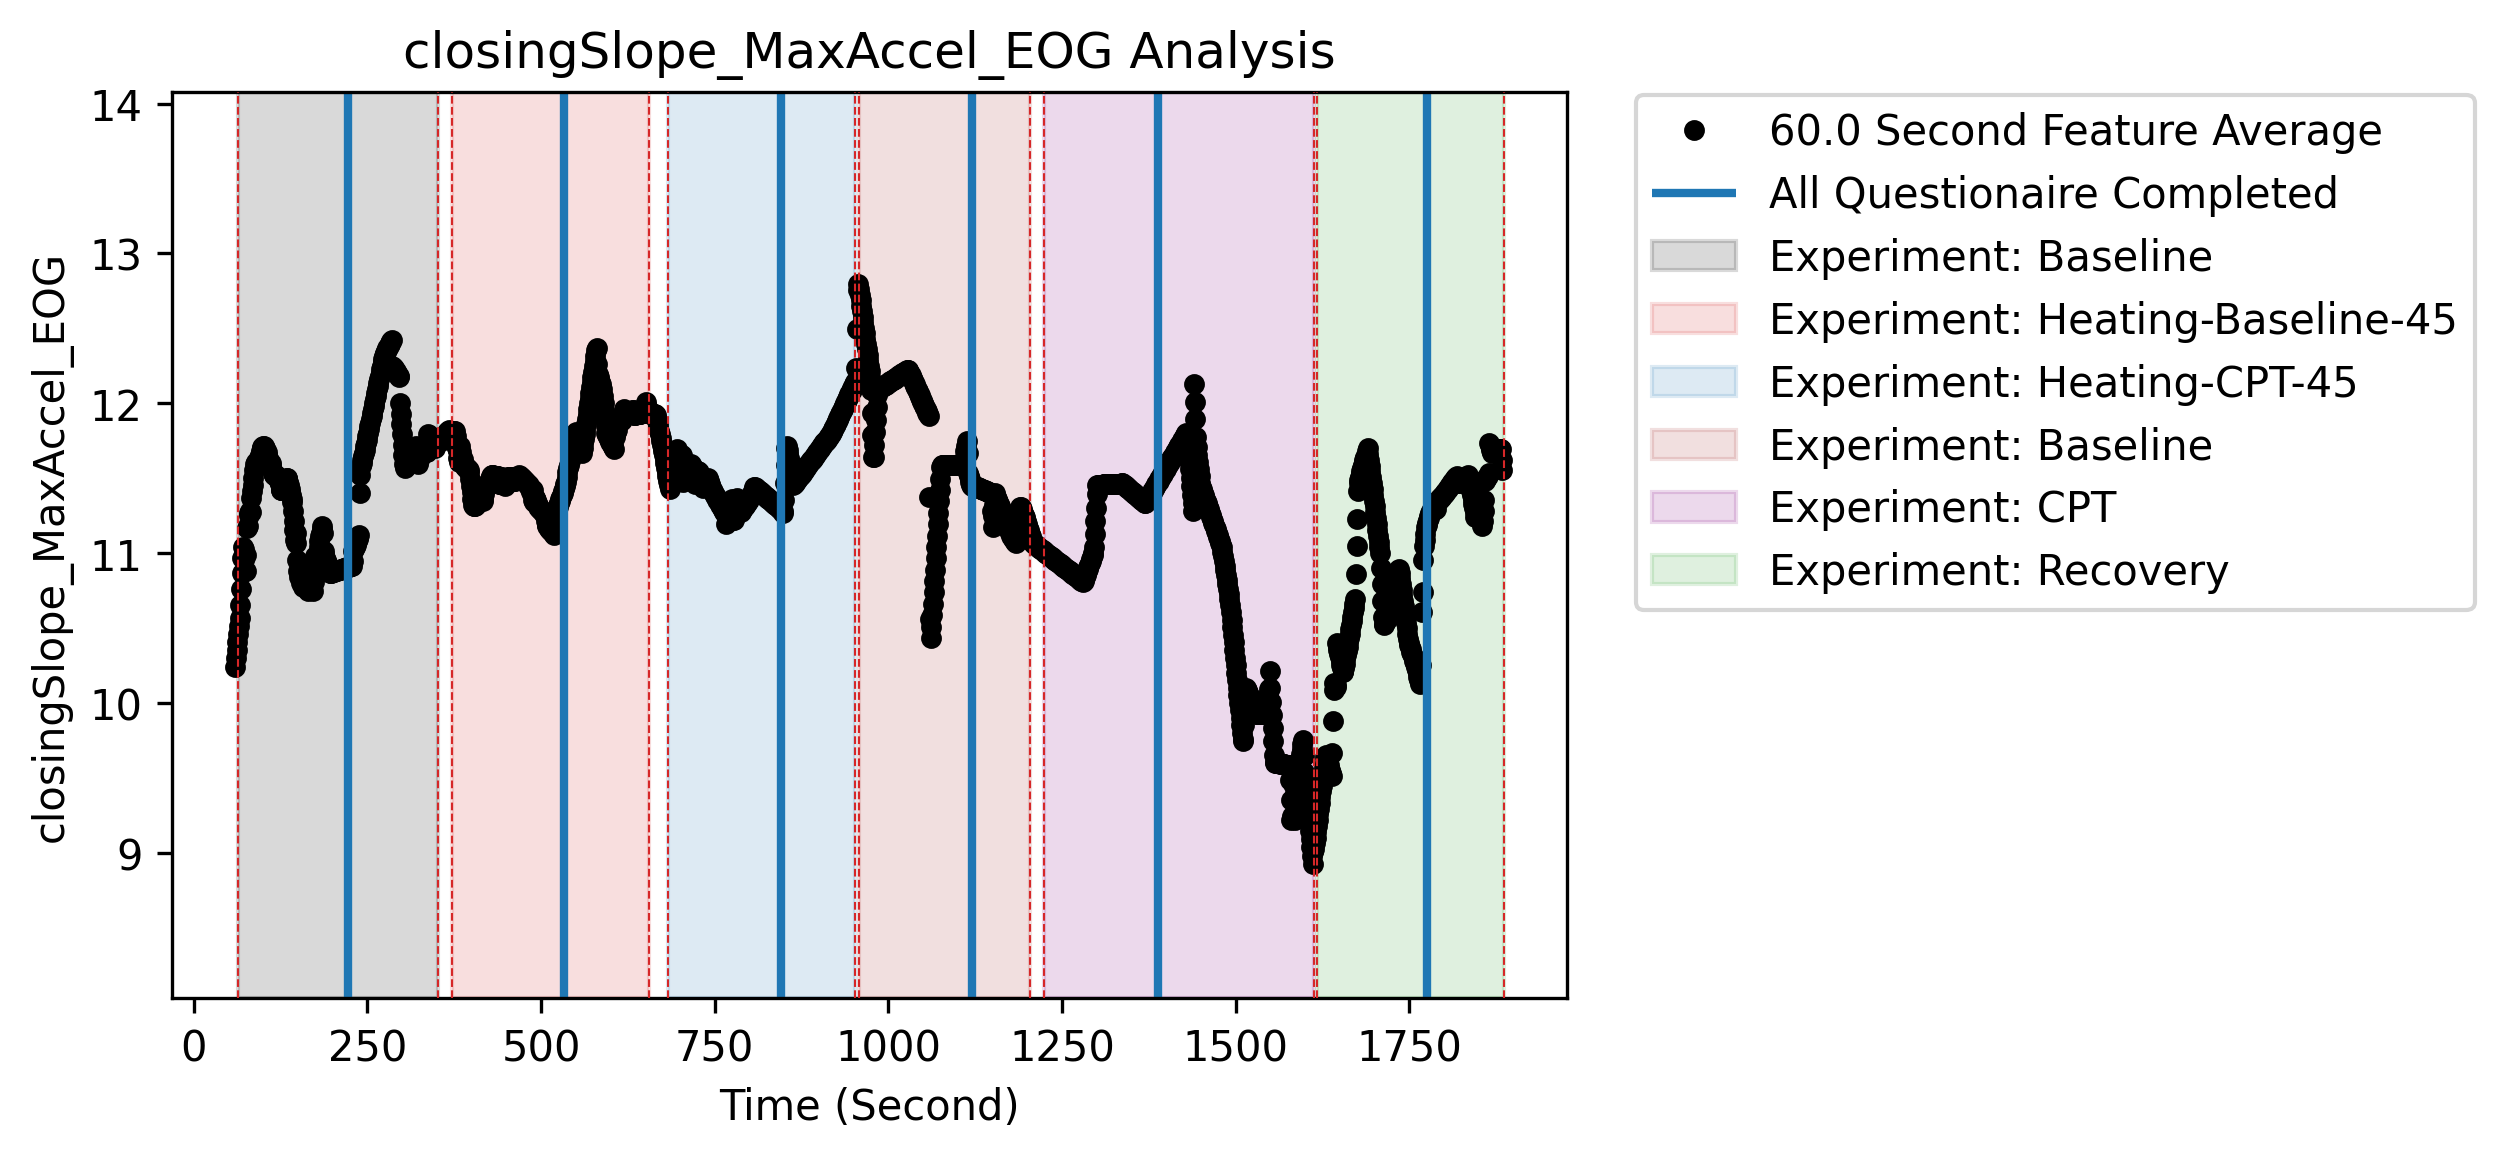 closingSlope_MaxAccel_EOG Analysis
closingSlope_MaxAccel_EOG
14
13
12
11
10
9
0
250
500
750
1000
1250
1500
1750
Time (Second)
60.0 Second Feature Average
All Questionaire Completed
Experiment: Baseline
Experiment: Heating-Baseline-45
Experiment: Heating-CPT-45
Experiment: Baseline
Experiment: CPT
Experiment: Recovery